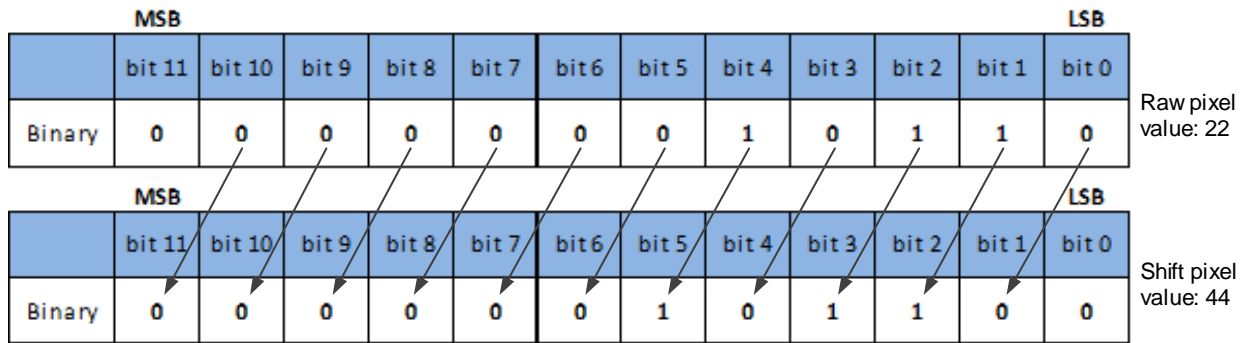 MSB LSB
bit 11 bit 10 bit 9 bit 8 bit 7 bit6 bit 5 bit 4 bit 3 bit 2 bit 1 bit 0
Binary 0 0 0 0 0 0 0 1 0 1 1 0
Raw pixel
value: 22
MSB LSB
bit 11 bit 10 bit 9 bit 8 bit 7 bit6 bit 5 bit 4 bit 3 bit 2 bit 1 bit 0
Binary 0 0 0 0 0 0 1 0 1 1 0 0
Shift pixel
value: 44